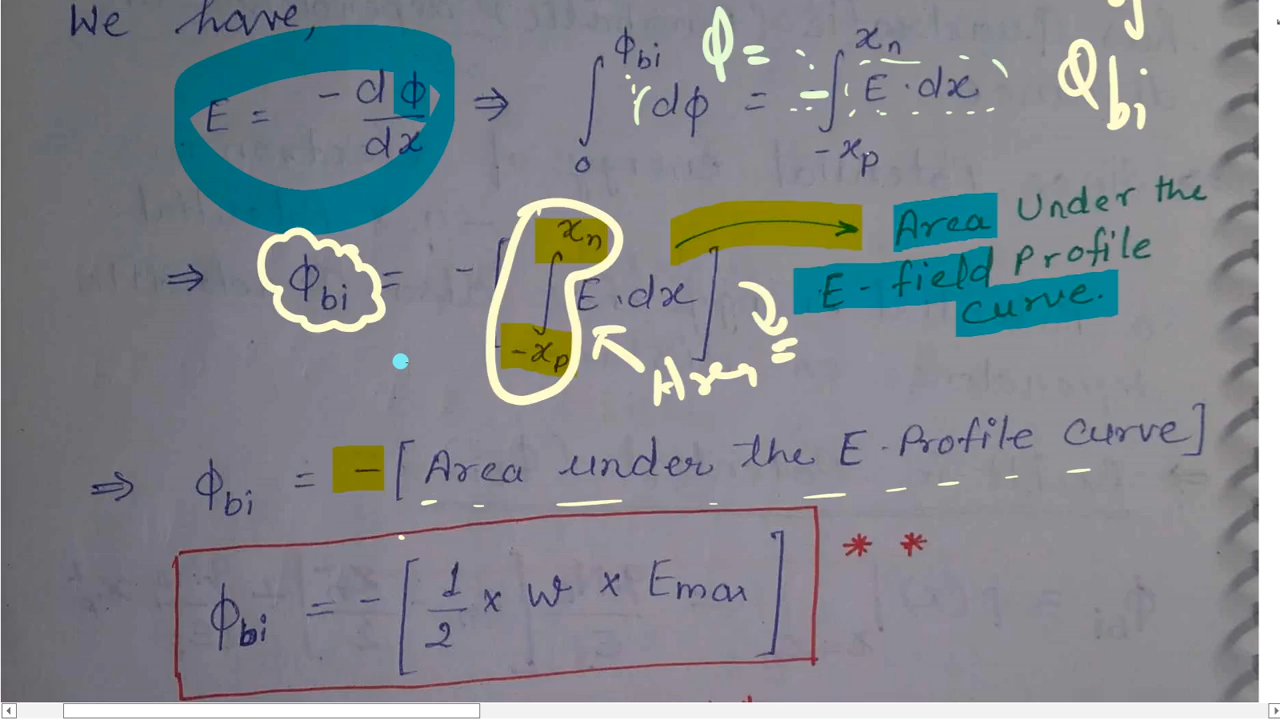 We have,
E = - dϕ/dx ⇒ ∫₀^ϕbi dϕ = - ∫₋ₓₚ^xₙ E·dx
ϕ =
ϕbi
⇒ ϕbi = - [ ∫₋ₓₚ^xₙ E·dx ]
Area Under the
E-field Profile
Curve.
Area =
⇒ ϕbi = - [Area under the E-Profile Curve]
ϕbi = - [ 1/2 x W x Emax ] * *